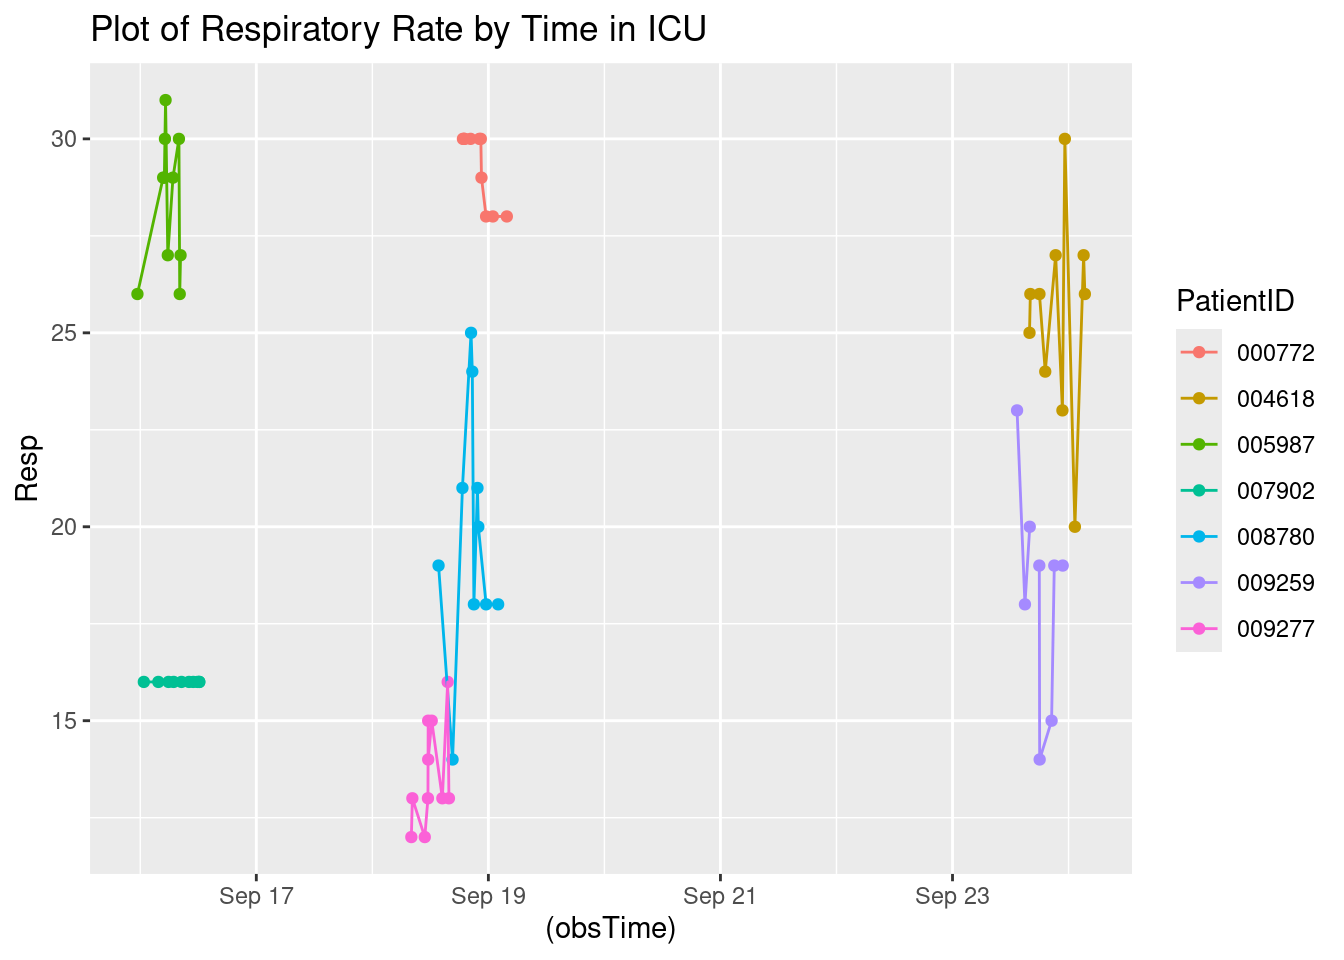 Plot of Respiratory Rate by Time in ICU
30
25
20
15
Resp
Sep 17 Sep 19 Sep 21 Sep 23
(obsTime)
PatientID
000772
004618
005987
007902
008780
009259
009277